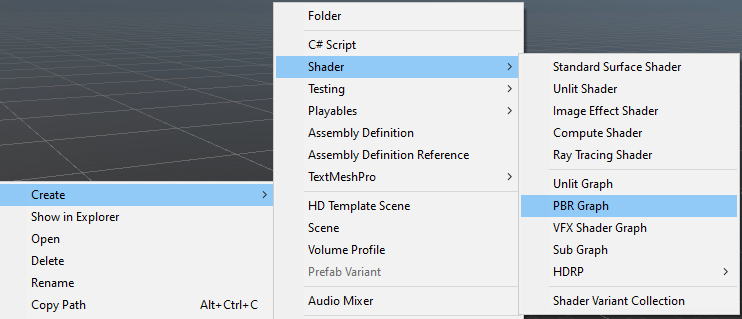 Create
Show in Explorer
Open
Delete
Rename
Copy Path Alt+Ctrl+C
Folder
C# Script
Shader
Testing
Playables
Assembly Definition
Assembly Definition Reference
TextMeshPro
HD Template Scene
Scene
Volume Profile
Prefab Variant
Audio Mixer
Standard Surface Shader
Unlit Shader
Image Effect Shader
Compute Shader
Ray Tracing Shader
Unlit Graph
PBR Graph
VFX Shader Graph
Sub Graph
HDRP
Shader Variant Collection